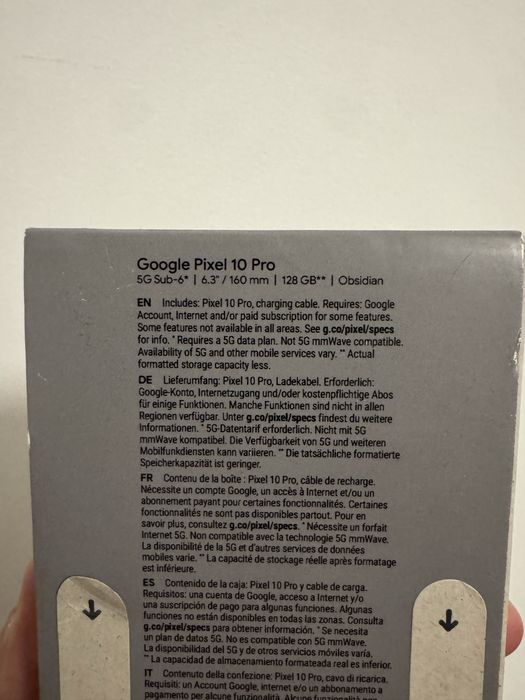 Google Pixel 10 Pro
5G Sub-6* | 6.3" / 160 mm | 128 GB** | Obsidian
EN Includes: Pixel 10 Pro, charging cable. Requires: Google
Account, Internet and/or paid subscription for some features.
Some features not available in all areas. See g.co/pixel/specs
for info. *Requires a 5G data plan. Not 5G mmWave compatible.
Availability of 5G and other mobile services vary. **Actual
formatted storage capacity less.
DE Lieferumfang: Pixel 10 Pro, Ladekabel. Erforderlich:
Google-Konto, Internetzugang und/oder kostenpflichtige Abos
für einige Funktionen. Manche Funktionen sind nicht in allen
Regionen verfügbar. Unter g.co/pixel/specs findest du weitere
Informationen. *5G-Datentarif erforderlich. Nicht mit 5G
mmWave kompatibel. Die Verfügbarkeit von 5G und weiteren
Mobilfunkdiensten kann variieren. **Die tatsächliche formatierte
Speicherkapazität ist geringer.
FR Contenu de la boîte : Pixel 10 Pro, câble de recharge.
Nécessite un compte Google, un accès à Internet et/ou un
abonnement payant pour certaines fonctionnalités. Certaines
fonctionnalités ne sont pas disponibles partout. Pour en
savoir plus, consultez g.co/pixel/specs. *Nécessite un forfait
Internet 5G. Non compatible avec la technologie 5G mmWave.
La disponibilité de la 5G et d'autres services de données
mobiles varie. **La capacité de stockage réelle après formatage
est inférieure.
ES Contenido de la caja: Pixel 10 Pro y cable de carga.
Requisitos: una cuenta de Google, acceso a Internet y/o
una suscripción de pago para algunas funciones. Algunas
funciones no están disponibles en todas las zonas. Consulta
g.co/pixel/specs para obtener información. *Se necesita
un plan de datos 5G. No es compatible con 5G mmWave.
La disponibilidad del 5G y de otros servicios móviles varía.
**La capacidad de almacenamiento formateada real es inferior.
IT Contenuto della confezione: Pixel 10 Pro, cavo di ricarica.
Requisiti: un Account Google, internet e/o un abbonamento a
pagamento per alcune funzionalità. Alcune funzionalità non